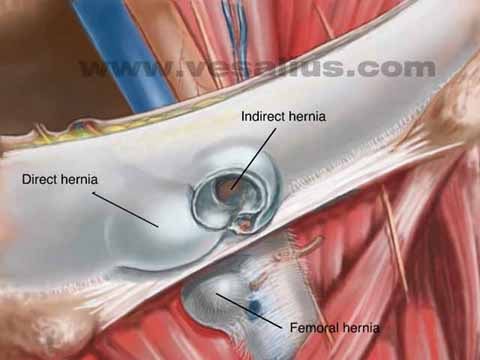 www.vesalius.com
Indirect hernia
Direct hernia
Femoral hernia